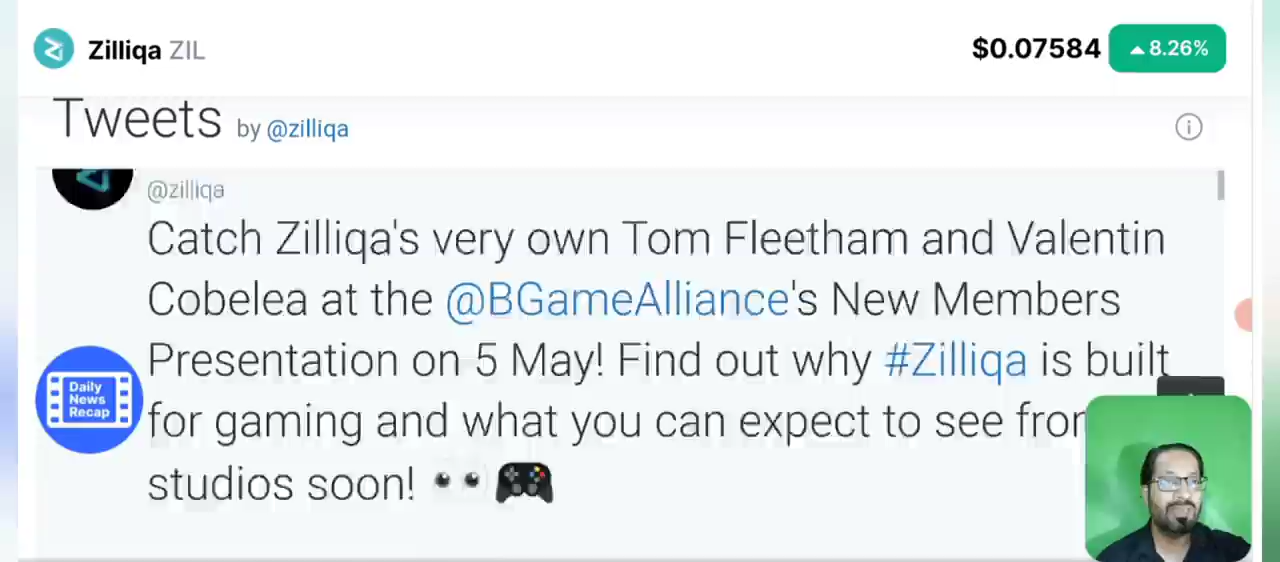 Zilliqa ZIL
$0.07584
8.26%
Tweets by @zilliqa
@zilliqa
Catch Zilliqa's very own Tom Fleetham and Valentin
Cobelea at the @BGameAlliance's New Members
Presentation on 5 May! Find out why #Zilliqa is built
for gaming and what you can expect to see
studios soon! 👀 🎮
Daily
News
Recap